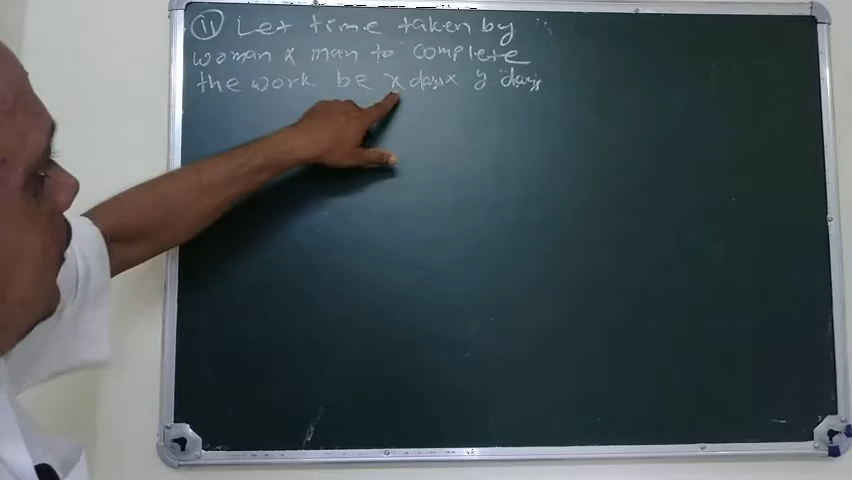 (11) Let time taken by
woman & man to complete
the work be x days & y days